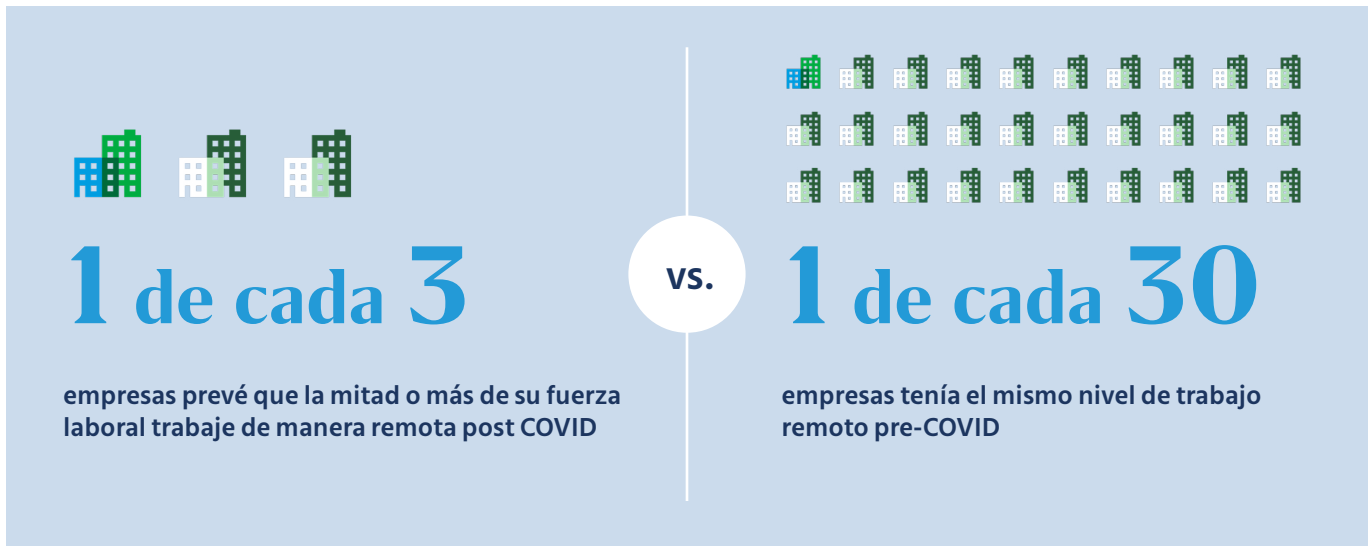 1 de cada 3
empresas prevé que la mitad o más de su fuerza
laboral trabaje de manera remota post COVID
vs.
1 de cada 30
empresas tenía el mismo nivel de trabajo
remoto pre-COVID